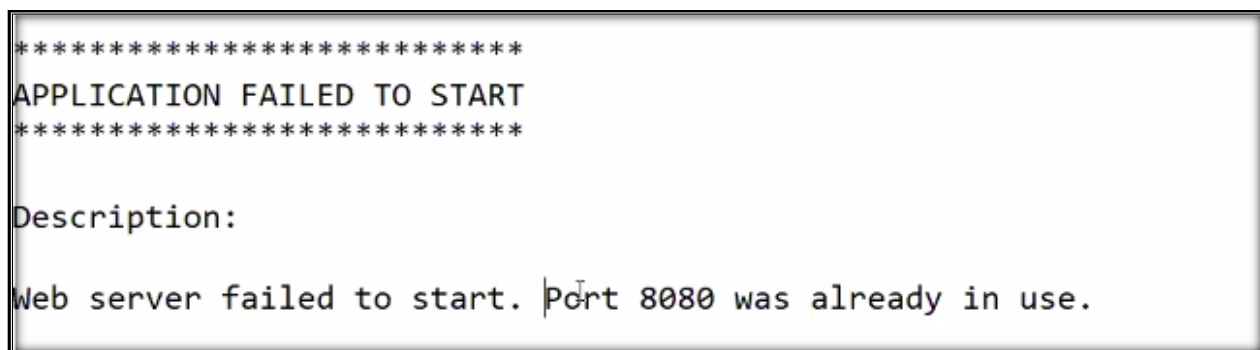 ***************************
APPLICATION FAILED TO START
***************************
Description:
Web server failed to start. Port 8080 was already in use.